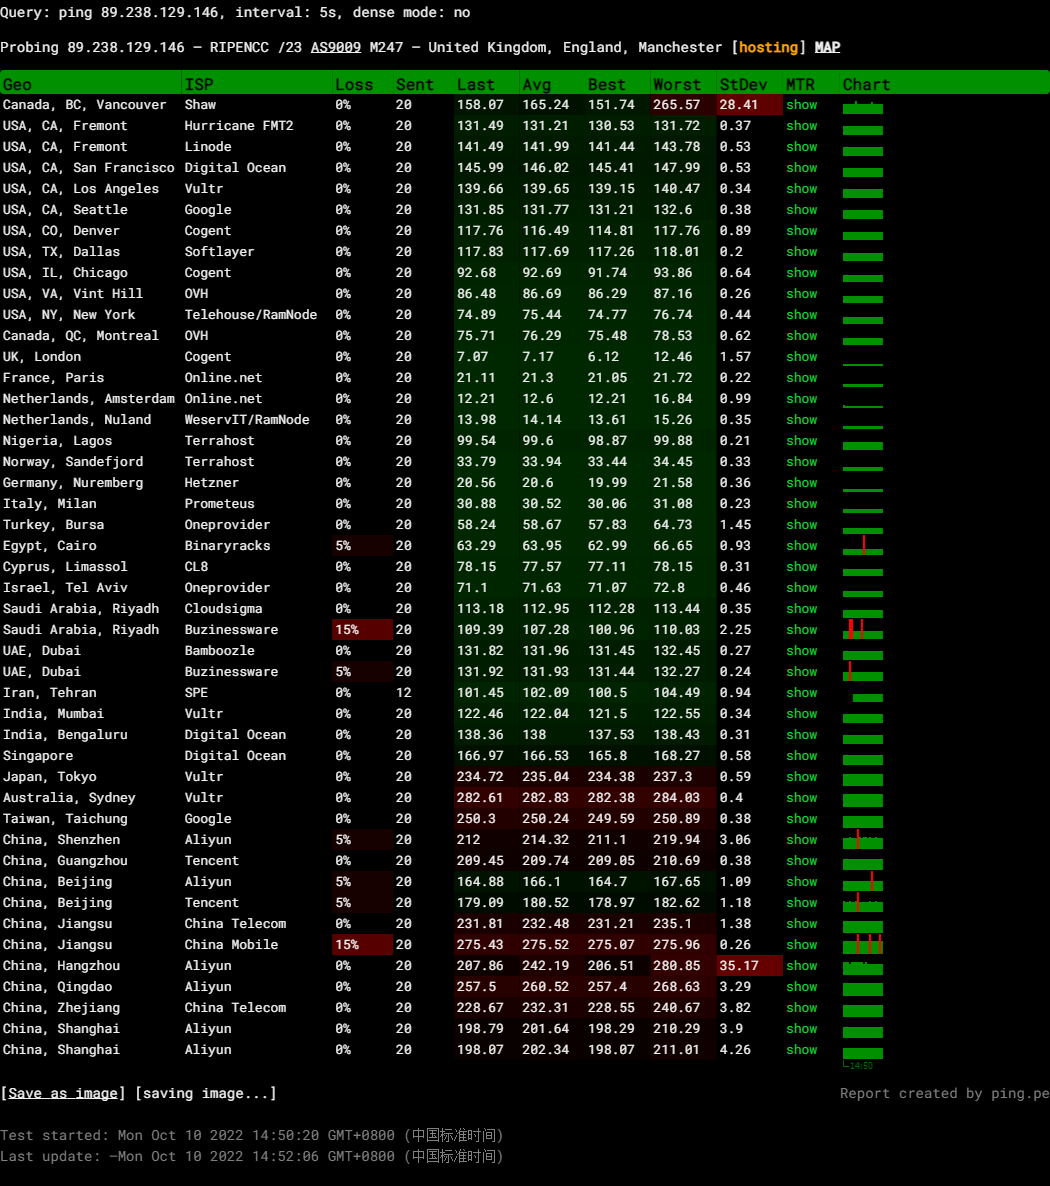 Query: ping 89.238.129.146, interval: 5s, dense mode: no
Probing 89.238.129.146 — RIPENCC /23 AS9009 M247 — United Kingdom, England, Manchester [hosting] MAP
Geo ISP Loss Sent Last Avg Best Worst StDev MTR Chart
Canada, BC, Vancouver Shaw 0% 20 158.07 165.24 151.74 265.57 28.41 show
USA, CA, Fremont Hurricane FMT2 0% 20 131.49 131.21 130.53 131.72 0.37 show
USA, CA, Fremont Linode 0% 20 141.49 141.99 141.44 143.78 0.53 show
USA, CA, San Francisco Digital Ocean 0% 20 145.99 146.02 145.41 147.99 0.53 show
USA, CA, Los Angeles Vultr 0% 20 139.66 139.65 139.15 140.47 0.34 show
USA, CA, Seattle Google 0% 20 131.85 131.77 131.21 132.6 0.38 show
USA, CO, Denver Cogent 0% 20 117.76 116.49 114.81 117.76 0.89 show
USA, TX, Dallas Softlayer 0% 20 117.83 117.69 117.26 118.01 0.2 show
USA, IL, Chicago Cogent 0% 20 92.68 92.69 91.74 93.86 0.64 show
USA, VA, Vint Hill OVH 0% 20 86.48 86.69 86.29 87.16 0.26 show
USA, NY, New York Telehouse/RamNode 0% 20 74.89 75.44 74.77 76.74 0.44 show
Canada, QC, Montreal OVH 0% 20 75.71 76.29 75.48 78.53 0.62 show
UK, London Cogent 0% 20 7.07 7.17 6.12 12.46 1.57 show
France, Paris Online.net 0% 20 21.11 21.3 21.05 21.72 0.22 show
Netherlands, Amsterdam Online.net 0% 20 12.21 12.6 12.21 16.84 0.99 show
Netherlands, Nuland WeservIT/RamNode 0% 20 13.98 14.14 13.61 15.26 0.35 show
Nigeria, Lagos Terrahost 0% 20 99.54 99.6 98.87 99.88 0.21 show
Norway, Sandefjord Terrahost 0% 20 33.79 33.94 33.44 34.45 0.33 show
Germany, Nuremberg Hetzner 0% 20 20.56 20.6 19.99 21.58 0.36 show
Italy, Milan Prometeus 0% 20 30.88 30.52 30.06 31.08 0.23 show
Turkey, Bursa Oneprovider 0% 20 58.24 58.67 57.83 64.73 1.45 show
Egypt, Cairo Binaryracks 5% 20 63.29 63.95 62.99 66.65 0.93 show
Cyprus, Limassol CL8 0% 20 78.15 77.57 77.11 78.15 0.31 show
Israel, Tel Aviv Oneprovider 0% 20 71.1 71.63 71.07 72.8 0.46 show
Saudi Arabia, Riyadh Cloudsigma 0% 20 113.18 112.95 112.28 113.44 0.35 show
Saudi Arabia, Riyadh Buzinessware 15% 20 109.39 107.28 100.96 110.03 2.25 show
UAE, Dubai Bamboozle 0% 20 131.82 131.96 131.45 132.45 0.27 show
UAE, Dubai Buzinessware 5% 20 131.92 131.93 131.44 132.27 0.24 show
Iran, Tehran SPE 0% 12 101.45 102.09 100.5 104.49 0.94 show
India, Mumbai Vultr 0% 20 122.46 122.04 121.5 122.55 0.34 show
India, Bengaluru Digital Ocean 0% 20 138.36 138 137.53 138.43 0.31 show
Singapore Digital Ocean 0% 20 166.97 166.53 165.8 168.27 0.58 show
Japan, Tokyo Vultr 0% 20 234.72 235.04 234.38 237.3 0.59 show
Australia, Sydney Vultr 0% 20 282.61 282.83 282.38 284.03 0.4 show
Taiwan, Taichung Google 0% 20 250.3 250.24 249.59 250.89 0.38 show
China, Shenzhen Aliyun 5% 20 212 214.32 211.1 219.94 3.06 show
China, Guangzhou Tencent 0% 20 209.45 209.74 209.05 210.69 0.38 show
China, Beijing Aliyun 5% 20 164.88 166.1 164.7 167.65 1.09 show
China, Beijing Tencent 5% 20 179.09 180.52 178.97 182.62 1.18 show
China, Jiangsu China Telecom 0% 20 231.81 232.48 231.21 235.1 1.38 show
China, Jiangsu China Mobile 15% 20 275.43 275.52 275.07 275.96 0.26 show
China, Hangzhou Aliyun 0% 20 207.86 242.19 206.51 280.85 35.17 show
China, Qingdao Aliyun 0% 20 257.5 260.52 257.4 268.63 3.29 show
China, Zhejiang China Telecom 0% 20 228.67 232.31 228.55 240.67 3.82 show
China, Shanghai Aliyun 0% 20 198.79 201.64 198.29 210.29 3.9 show
China, Shanghai Aliyun 0% 20 198.07 202.34 198.07 211.01 4.26 show
14:50
[Save as image] [saving image...] Report created by ping.pe
Test started: Mon Oct 10 2022 14:50:20 GMT+0800 (中国标准时间)
Last update: —Mon Oct 10 2022 14:52:06 GMT+0800 (中国标准时间)